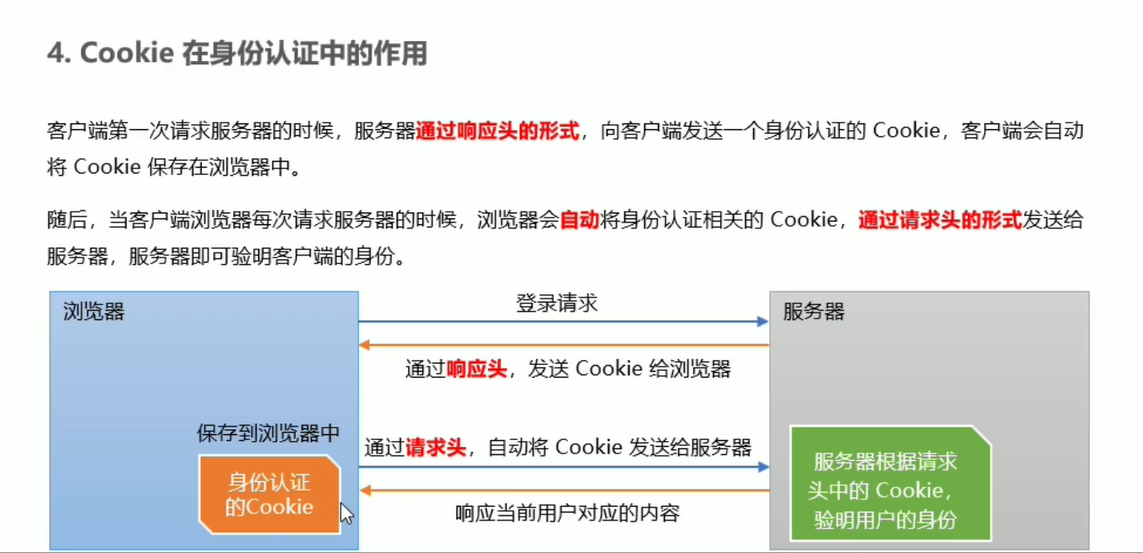 4. Cookie 在身份认证中的作用
客户端第一次请求服务器的时候，服务器通过响应头的形式，向客户端发送一个身份认证的 Cookie，客户端会自动
将 Cookie 保存在浏览器中。
随后，当客户端浏览器每次请求服务器的时候，浏览器会自动将身份认证相关的 Cookie，通过请求头的形式发送给
服务器，服务器即可验明客户端的身份。
浏览器
登录请求
服务器
通过响应头，发送 Cookie 给浏览器
保存到浏览器中
通过请求头，自动将 Cookie 发送给服务器
身份认证
的Cookie
服务器根据请求
头中的 Cookie，
验明用户的身份
响应当前用户对应的内容